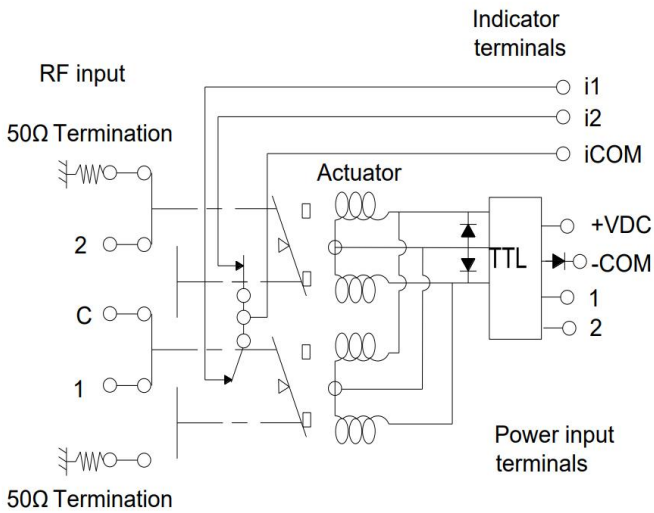 Indicator
terminals
RF input
i1
50Ω Termination
i2
iCOM
Actuator
+VDC
2
TTL
-COM
C
1
2
1
Power input
terminals
50Ω Termination